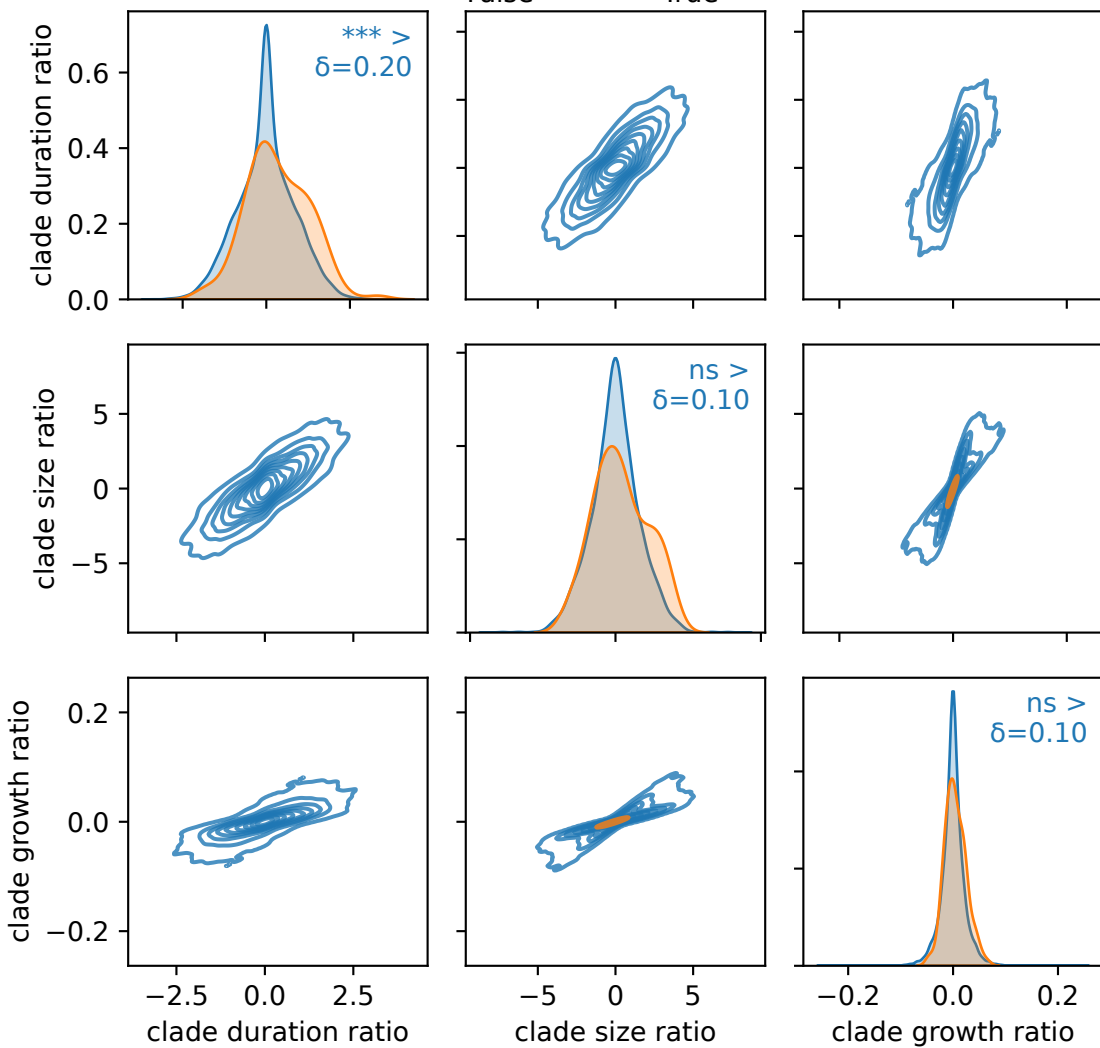 True
clade duration ratio
0.6
0.4
0.2
0.0
*** >
δ=0.20
clade size ratio
5
0
−5
ns >
δ=0.10
clade growth ratio
0.2
0.0
−0.2
ns >
δ=0.10
−2.5 0.0 2.5
−5 0 5
−0.2 0.0 0.2
clade duration ratio
clade size ratio
clade growth ratio